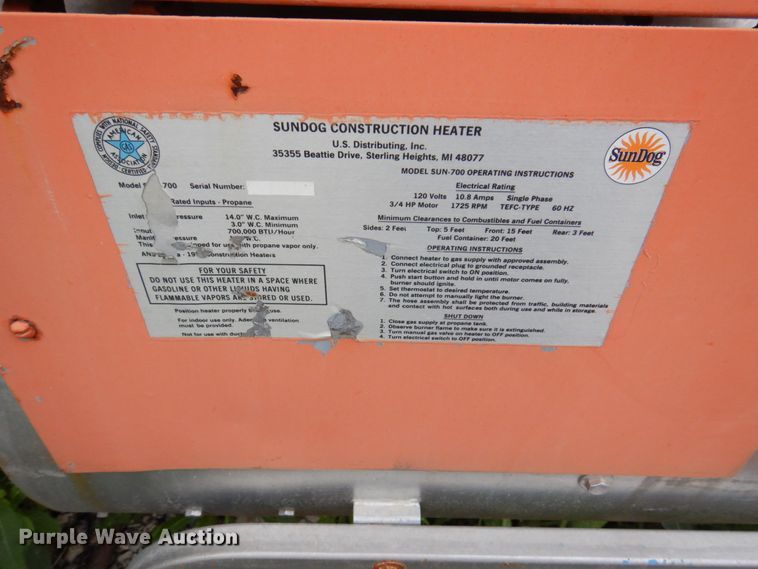 SUNDOG CONSTRUCTION HEATER
U.S. Distributing, Inc.
35355 Beattie Drive, Sterling Heights, MI 48077
AMERICAN
ASSOCIATION
SunDog
MODEL SUN-700 OPERATING INSTRUCTIONS
Model 700 Serial Number:
Rated Inputs - Propane
14.0" W.C. Maximum
3.0" W.C. Minimum
700,000 BTU/Hour
W.C.
for use with propane vapor only.
Construction Heaters
FOR YOUR SAFETY
DO NOT USE THIS HEATER IN A SPACE WHERE
GASOLINE OR OTHER LIQUIDS HAVING
FLAMMABLE VAPORS ARE STORED OR USED.
Position heater properly before use.
For indoor use only. Adequate ventilation
must be provided.
Not for use with duct
Electrical Rating
120 Volts 10.8 Amps Single Phase
3/4 HP Motor 1725 RPM TEFC-TYPE 60 HZ
Minimum Clearances to Combustibles and Fuel Containers
Sides: 2 Feet Top: 5 Feet Front: 15 Feet Rear: 3 Feet
Fuel Container: 20 Feet
OPERATING INSTRUCTIONS
1. Connect heater to gas supply with approved assembly.
2. Connect electrical plug to grounded receptacle.
3. Turn electrical switch to ON position.
4. Push start button and hold in until motor comes on fully,
burner should ignite.
5. Set thermostat to desired temperature.
6. Do not attempt to manually light the burner.
7. The hose assembly shall be protected from traffic, building materials
and contact with hot surfaces both during use and while in storage.
SHUT DOWN
1. Close gas supply at propane tank.
2. Observe burner flame to make sure it is extinguished.
3. Turn manual gas valve on heater to OFF position.
4. Turn electrical switch to OFF position.
Purple Wave Auction®